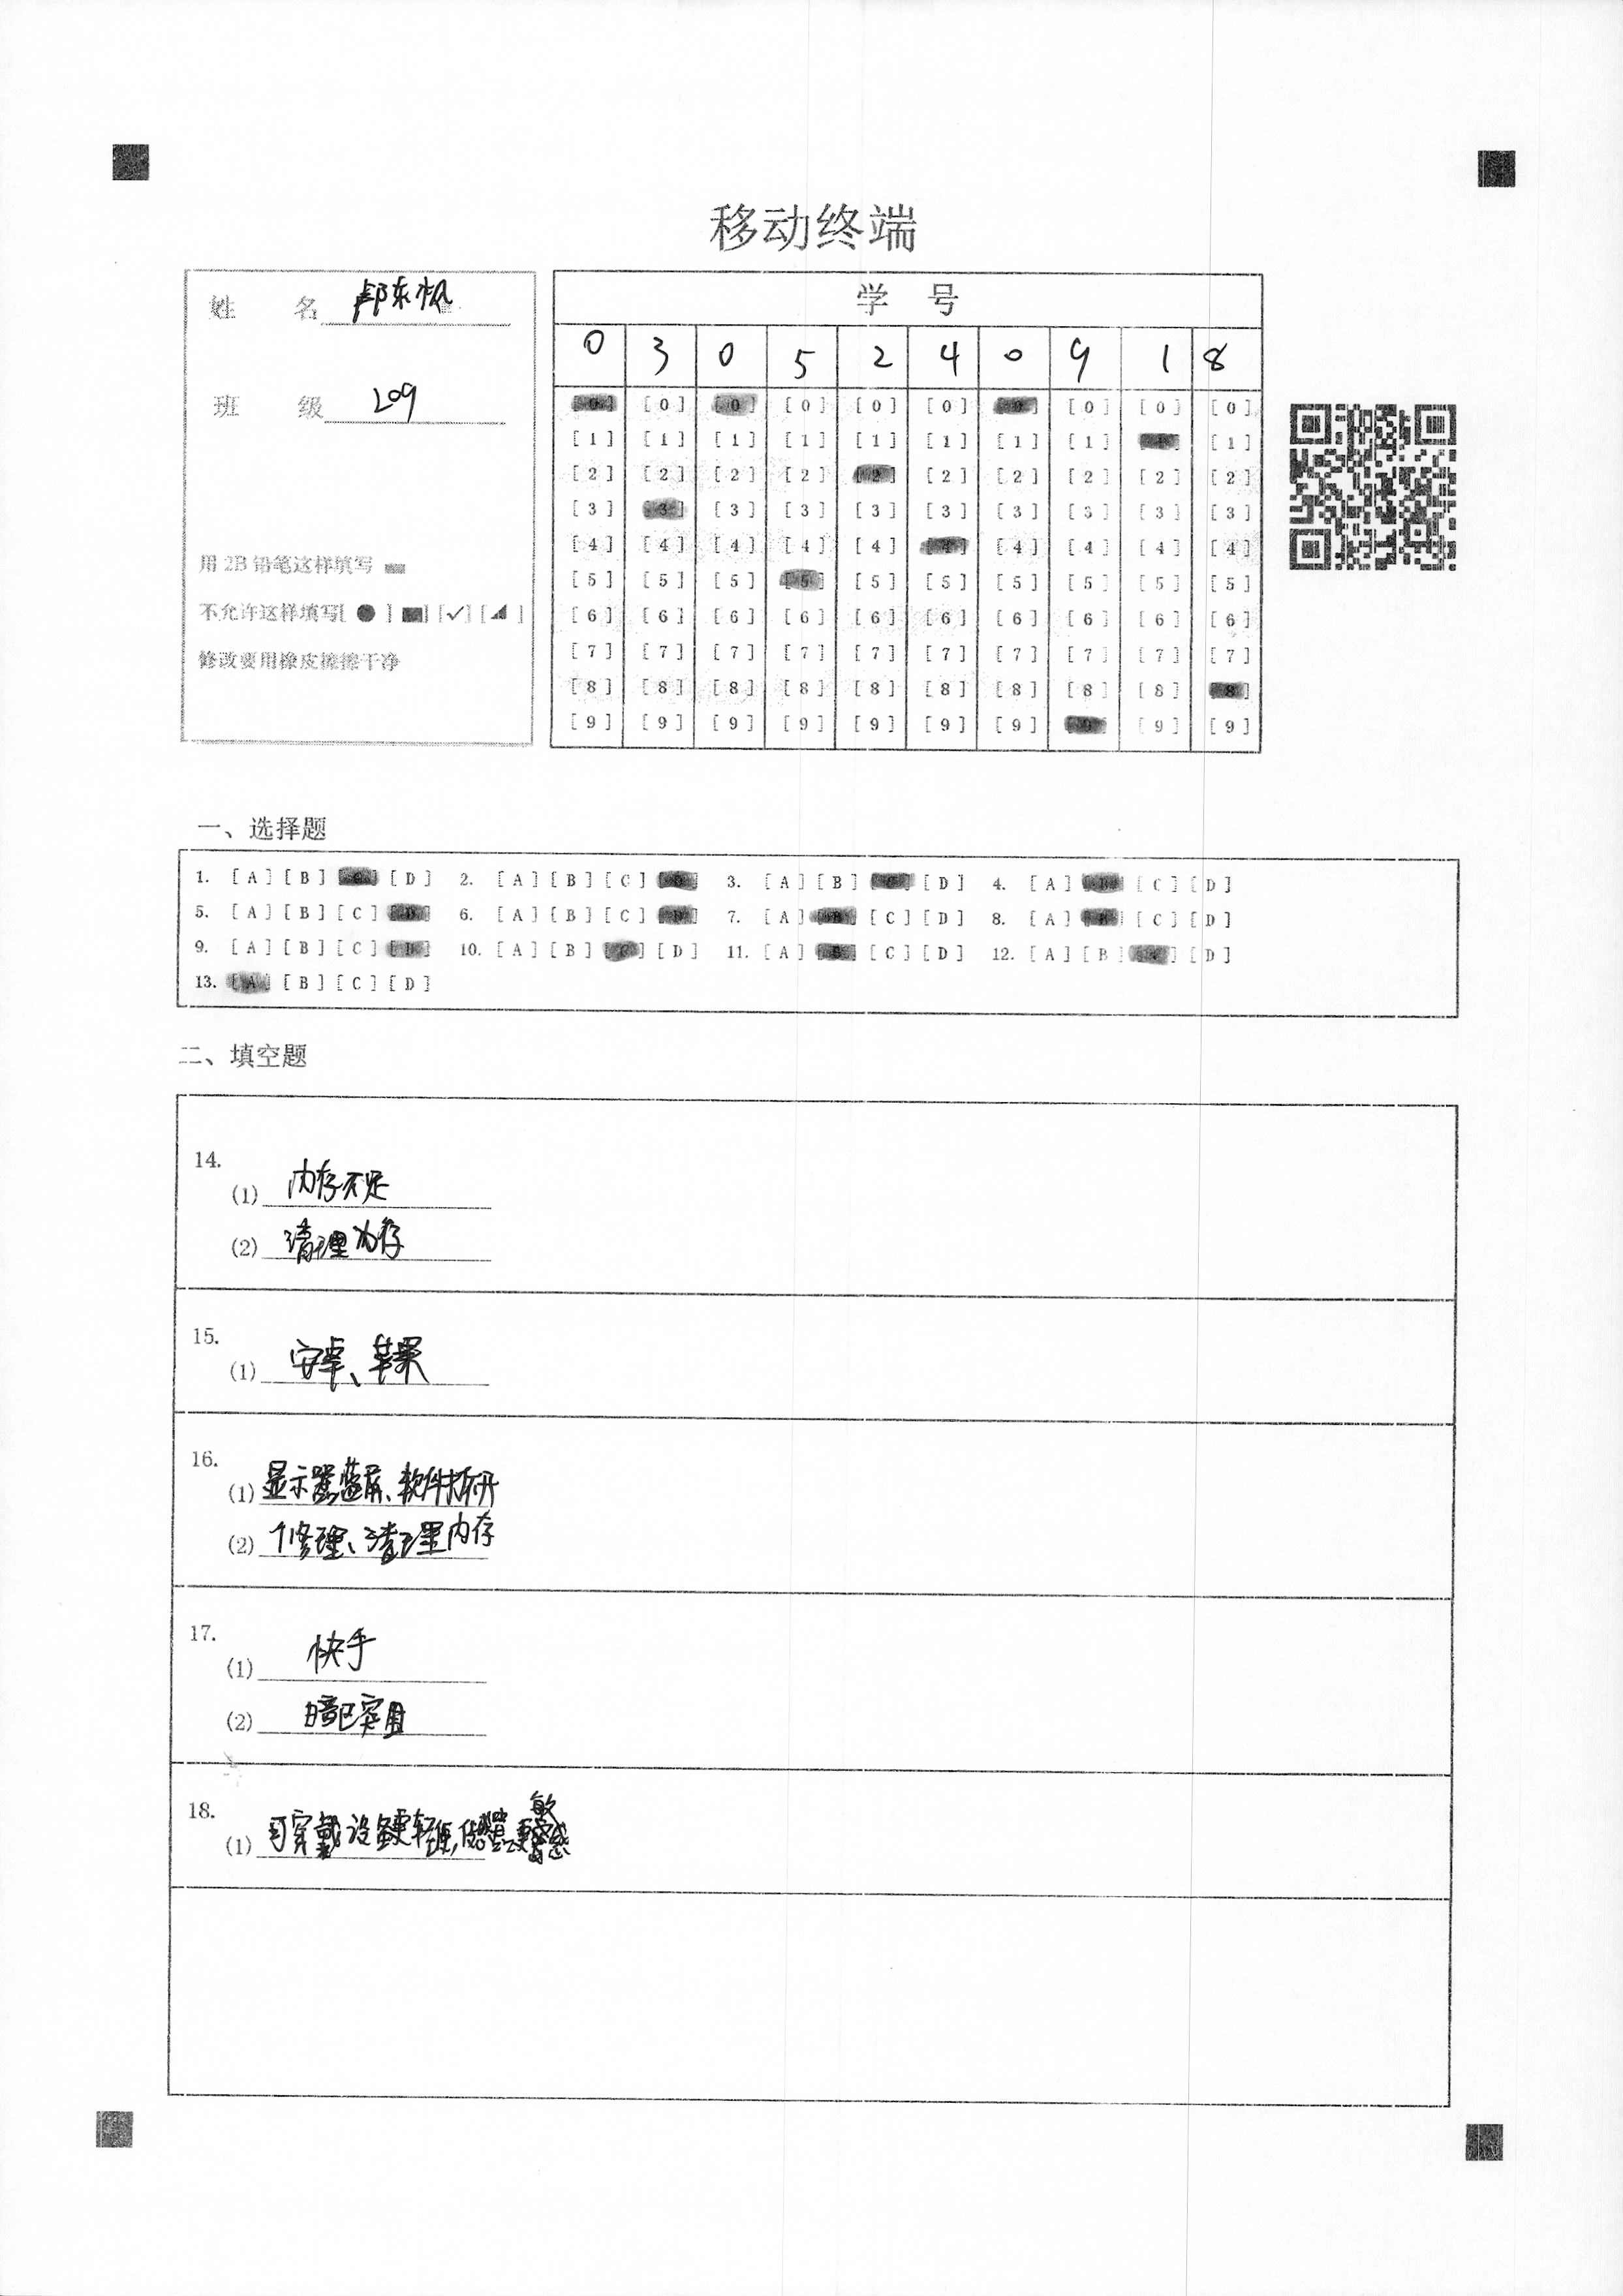 移动终端
姓 名 东
班 级 209
用2B铅笔这样填写
不允许这样填写[●] [■] [✓] [◢]
修改要用橡皮擦擦干净
学 号
0 3 0 5 2 4 0 9 1 8
[0] [0] [0] [0] [0] [0] [0] [0] [0] [0]
[1] [1] [1] [1] [1] [1] [1] [1] [1] [1]
[2] [2] [2] [2] [2] [2] [2] [2] [2] [2]
[3] [3] [3] [3] [3] [3] [3] [3] [3] [3]
[4] [4] [4] [4] [4] [4] [4] [4] [4] [4]
[5] [5] [5] [5] [5] [5] [5] [5] [5] [5]
[6] [6] [6] [6] [6] [6] [6] [6] [6] [6]
[7] [7] [7] [7] [7] [7] [7] [7] [7] [7]
[8] [8] [8] [8] [8] [8] [8] [8] [8] [8]
[9] [9] [9] [9] [9] [9] [9] [9] [9] [9]
一、选择题
1. [A] [B] [C] [D] 2. [A] [B] [C] [D] 3. [A] [B] [C] [D] 4. [A] [B] [C] [D]
5. [A] [B] [C] [D] 6. [A] [B] [C] [D] 7. [A] [B] [C] [D] 8. [A] [B] [C] [D]
9. [A] [B] [C] [D] 10. [A] [B] [C] [D] 11. [A] [B] [C] [D] 12. [A] [B] [C] [D]
13. [A] [B] [C] [D]
二、填空题
14.
(1) 内存不足
(2) 清理内存
15.
(1) 安卓、苹果
16.
(1) 显示器蓝屏、软件打不开
(2) 修理、清理内存
17.
(1) 快手
(2) 实用
18.
(1) 可穿戴设备更轻便,更敏感